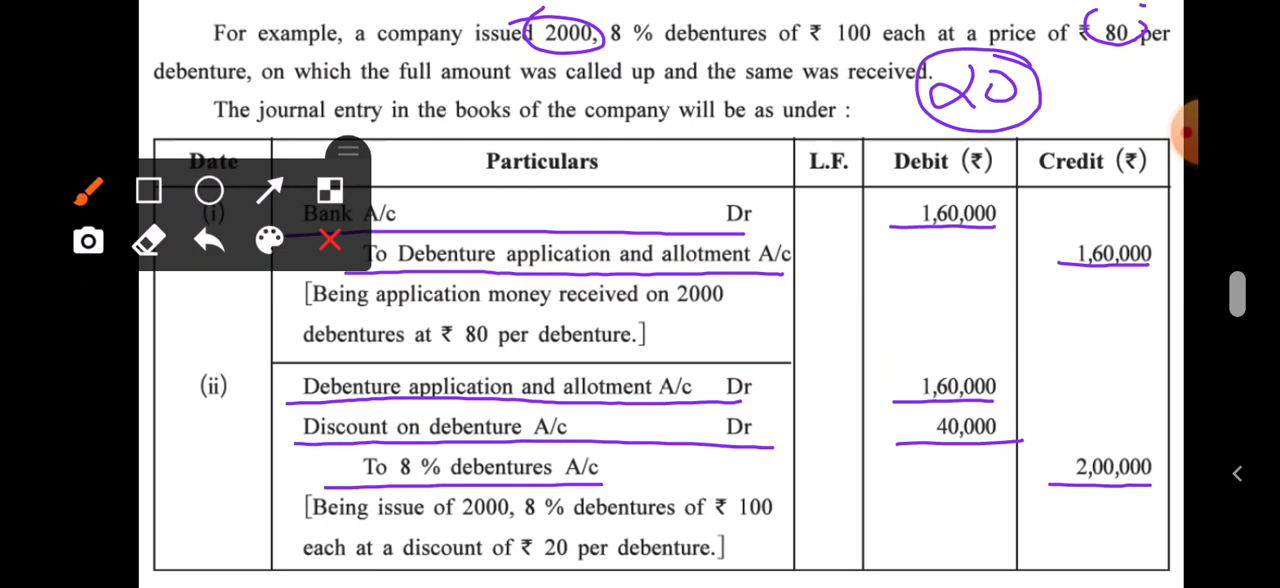 For example, a company issued 2000, 8 % debentures of ₹ 100 each at a price of ₹ 80 per
debenture, on which the full amount was called up and the same was received.
20
The journal entry in the books of the company will be as under :
Date Particulars L.F. Debit (₹) Credit (₹)
(i) Bank A/c Dr 1,60,000
To Debenture application and allotment A/c 1,60,000
[Being application money received on 2000
debentures at ₹ 80 per debenture.]
(ii) Debenture application and allotment A/c Dr 1,60,000
Discount on debenture A/c Dr 40,000
To 8 % debentures A/c 2,00,000
[Being issue of 2000, 8 % debentures of ₹ 100
each at a discount of ₹ 20 per debenture.]